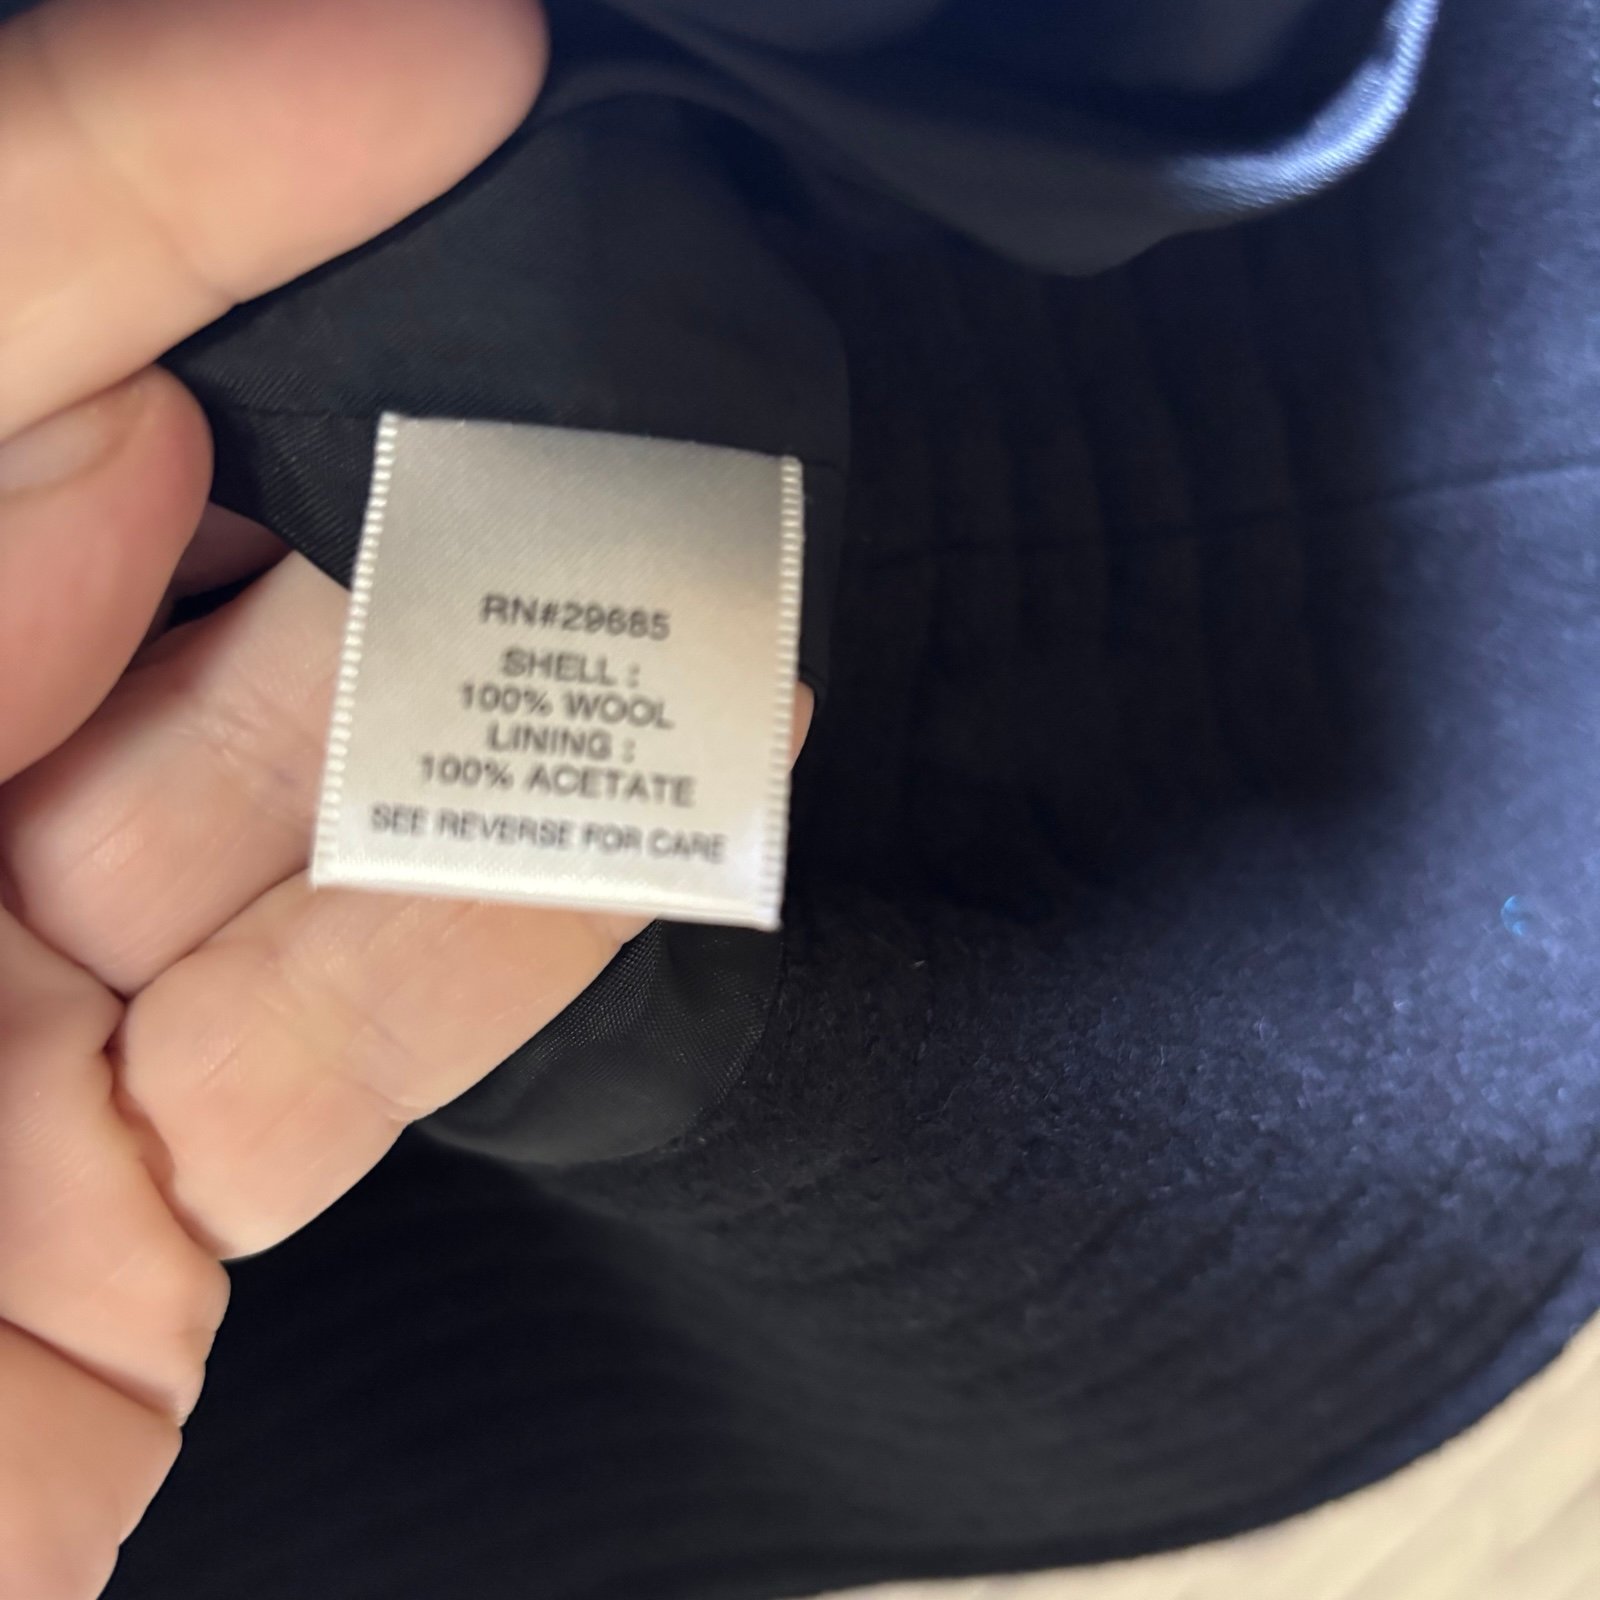 RN#29685
SHELL :
100% WOOL
LINING :
100% ACETATE
SEE REVERSE FOR CARE